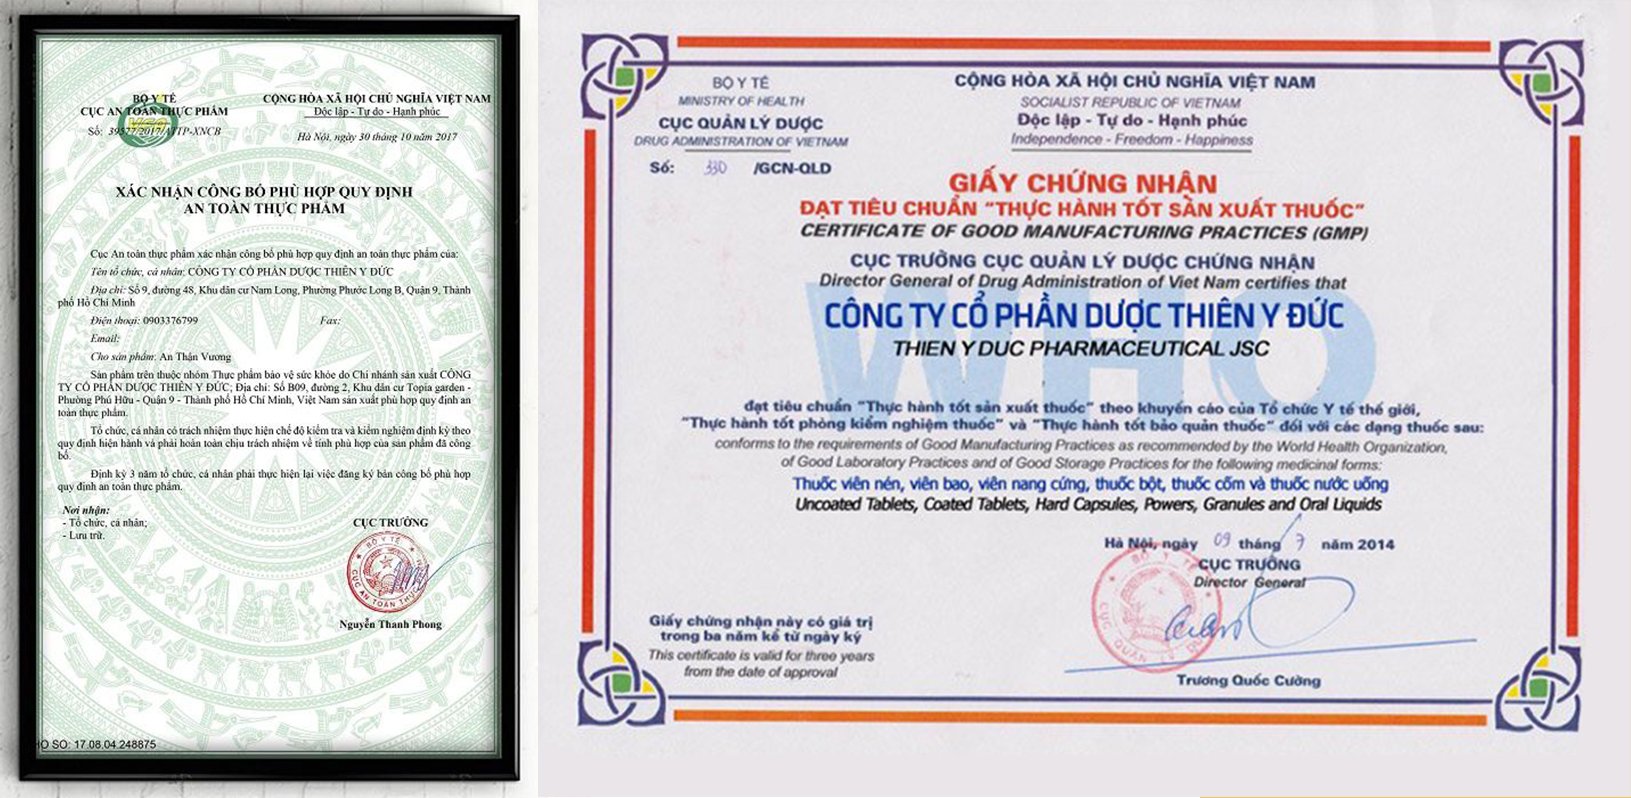 BỘ Y TẾ
CỤC AN TOÀN THỰC PHẨM
Số: 39577/2017/ATTP-XNCB
CỘNG HÒA XÃ HỘI CHỦ NGHĨA VIỆT NAM
Độc lập - Tự do - Hạnh phúc
Hà Nội, ngày 30 tháng 10 năm 2017
XÁC NHẬN CÔNG BỐ PHÙ HỢP QUY ĐỊNH
AN TOÀN THỰC PHẨM
Cục An toàn thực phẩm xác nhận công bố phù hợp quy định an toàn thực phẩm của:
Tên tổ chức, cá nhân: CÔNG TY CỔ PHẦN DƯỢC THIÊN Y ĐỨC
Địa chỉ: Số 9, đường 48, Khu dân cư Nam Long, Phường Phước Long B, Quận 9, Thành
phố Hồ Chí Minh
Điện thoại: 0903376799 Fax:
Email:
Cho sản phẩm: An Thận Vương
Sản phẩm trên thuộc nhóm Thực phẩm bảo vệ sức khỏe do Chi nhánh sản xuất CÔNG
TY CỔ PHẦN DƯỢC THIÊN Y ĐỨC; Địa chỉ: Số B09, đường 2, Khu dân cư Topia garden -
Phường Phú Hữu - Quận 9 - Thành phố Hồ Chí Minh, Việt Nam sản xuất phù hợp quy định an
toàn thực phẩm.
Tổ chức, cá nhân có trách nhiệm thực hiện chế độ kiểm tra và kiểm nghiệm định kỳ theo
quy định hiện hành và phải hoàn toàn chịu trách nhiệm về tính phù hợp của sản phẩm đã công
bố.
Định kỳ 3 năm tổ chức, cá nhân phải thực hiện lại việc đăng ký bản công bố phù hợp
quy định an toàn thực phẩm.
Nơi nhận:
- Tổ chức, cá nhân;
- Lưu trữ.
CỤC TRƯỞNG
BỘ Y TẾ
CỤC AN TOÀN THỰC
Nguyễn Thanh Phong
HO SO: 17.08.04.248875
BỘ Y TẾ
MINISTRY OF HEALTH
CỤC QUẢN LÝ DƯỢC
DRUG ADMINISTRATION OF VIETNAM
Số: 330 /GCN-QLD
CỘNG HÒA XÃ HỘI CHỦ NGHĨA VIỆT NAM
SOCIALIST REPUBLIC OF VIETNAM
Độc lập - Tự do - Hạnh phúc
Independence - Freedom - Happiness
GIẤY CHỨNG NHẬN
ĐẠT TIÊU CHUẨN "THỰC HÀNH TỐT SẢN XUẤT THUỐC"
CERTIFICATE OF GOOD MANUFACTURING PRACTICES (GMP)
CỤC TRƯỞNG CỤC QUẢN LÝ DƯỢC CHỨNG NHẬN
Director General of Drug Administration of Viet Nam certifies that
WHO
CÔNG TY CỔ PHẦN DƯỢC THIÊN Y ĐỨC
THIEN Y DUC PHARMACEUTICAL JSC
đạt tiêu chuẩn "Thực hành tốt sản xuất thuốc" theo khuyến cáo của Tổ chức Y tế thế giới,
"Thực hành tốt phòng kiểm nghiệm thuốc" và "Thực hành tốt bảo quản thuốc" đối với các dạng thuốc sau:
conforms to the requirements of Good Manufacturing Practices as recommended by the World Health Organization,
of Good Laboratory Practices and of Good Storage Practices for the following medicinal forms:
Thuốc viên nén, viên bao, viên nang cứng, thuốc bột, thuốc cốm và thuốc nước uống
Uncoated Tablets, Coated Tablets, Hard Capsules, Powers, Granules and Oral Liquids
Hà Nội, ngày 09 tháng 7 năm 2014
CỤC TRƯỞNG
Director General
BỘ Y T
CỤC QUẢN LÝ DƯ
Trương Quốc Cường
Giấy chứng nhận này có giá trị
trong ba năm kể từ ngày ký
This certificate is valid for three years
from the date of approval